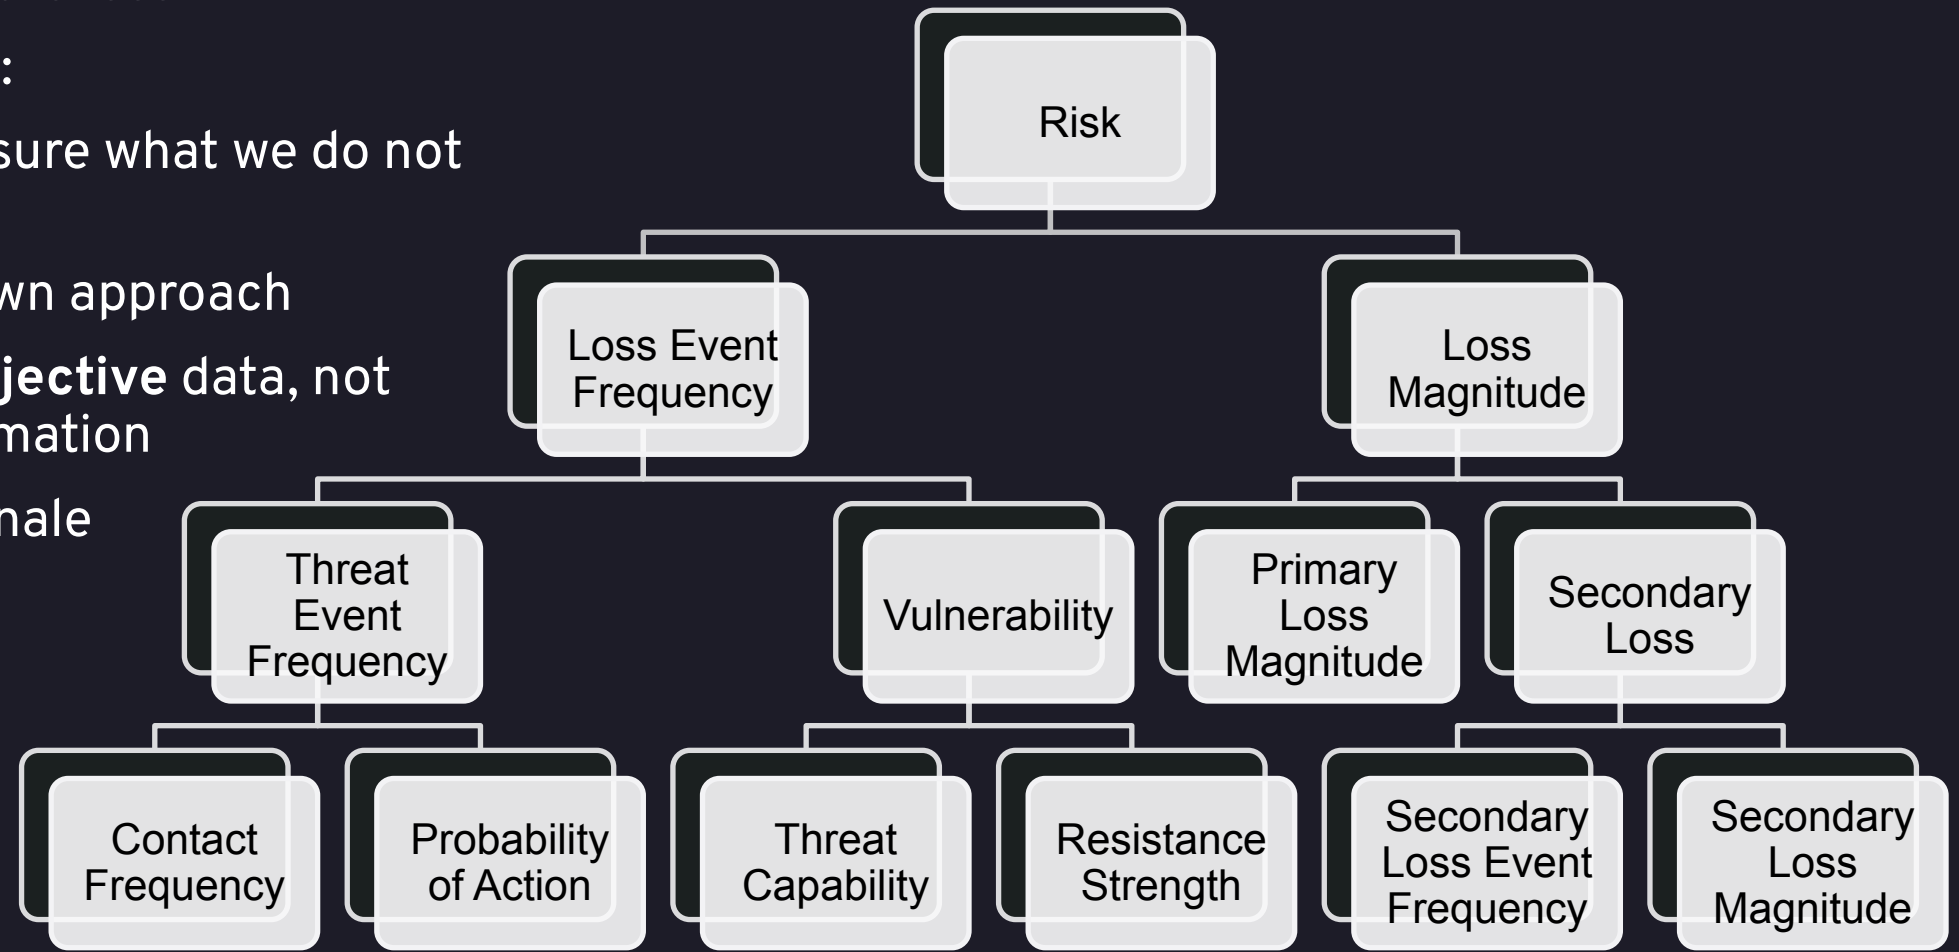 :
sure what we do not
wn approach
jective data, not
mation
nale
Risk
Loss Event
Frequency
Loss
Magnitude
Threat
Event
Frequency
Vulnerability
Primary
Loss
Magnitude
Secondary
Loss
Contact
Frequency
Probability
of Action
Threat
Capability
Resistance
Strength
Secondary
Loss Event
Frequency
Secondary
Loss
Magnitude